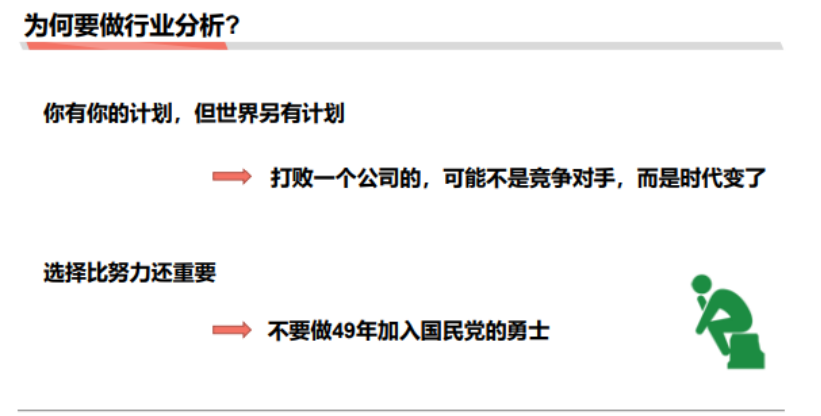 为何要做行业分析?
你有你的计划，但世界另有计划
打败一个公司的，可能不是竞争对手，而是时代变了
选择比努力还重要
不要做49年加入国民党的勇士